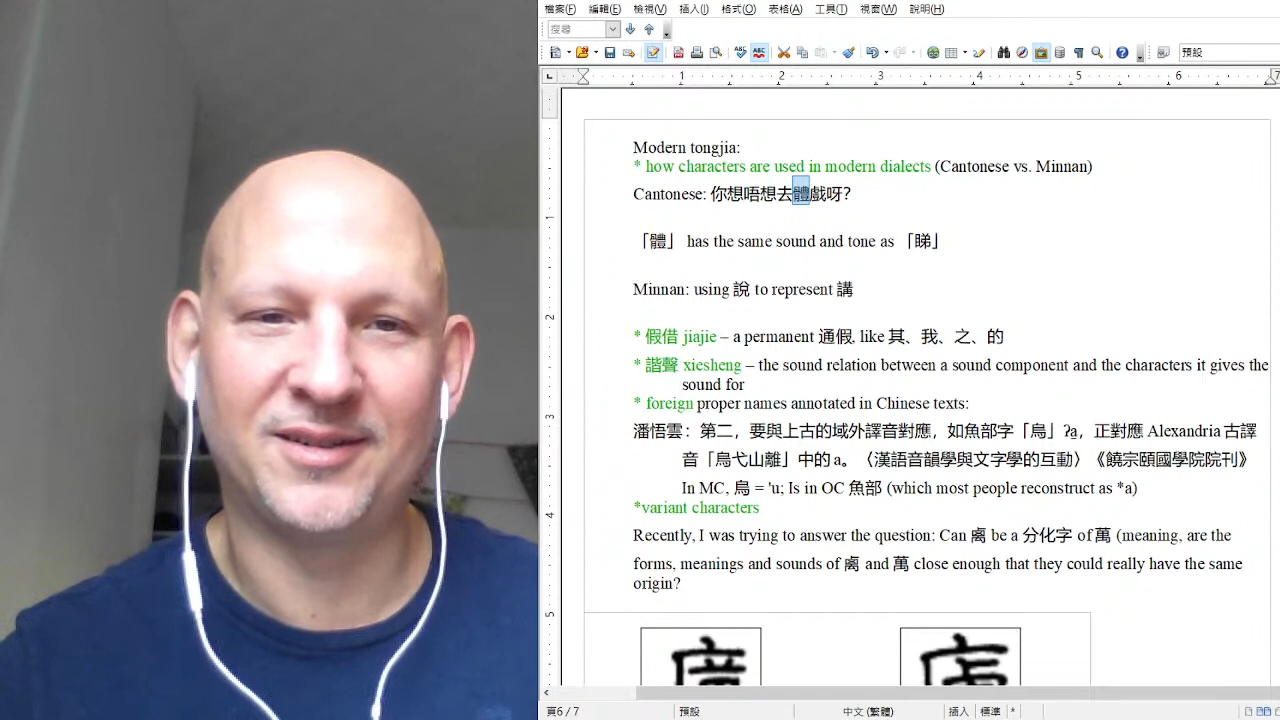 檔案(F) 編輯(E) 檢視(V) 插入(I) 格式(O) 表格(A) 工具(T) 視窗(W) 說明(H)
搜尋
預設
1 2 3 4 5 6 7
Modern tongjia:
* how characters are used in modern dialects (Cantonese vs. Minnan)
Cantonese: 你想唔想去體戲呀?
「體」 has the same sound and tone as 「睇」
Minnan: using 說 to represent 講
* 假借 jiajie – a permanent 通假, like 其、我、之、的
* 諧聲 xiesheng – the sound relation between a sound component and the characters it gives the
sound for
* foreign proper names annotated in Chinese texts:
潘悟雲：第二，要與上古的域外譯音對應，如魚部字「烏」ʔa̱，正對應 Alexandria 古譯
音「烏弋山離」中的 a。〈漢語音韻學與文字學的互動〉《饒宗頤國學院院刊》
In MC, 烏 = 'u; Is in OC 魚部 (which most people reconstruct as *a)
*variant characters
Recently, I was trying to answer the question: Can 鬳 be a 分化字 of 萬 (meaning, are the
forms, meanings and sounds of 鬳 and 萬 close enough that they could really have the same
origin?
頁6 / 7 預設 中文 (繁體) 插入 標準 *